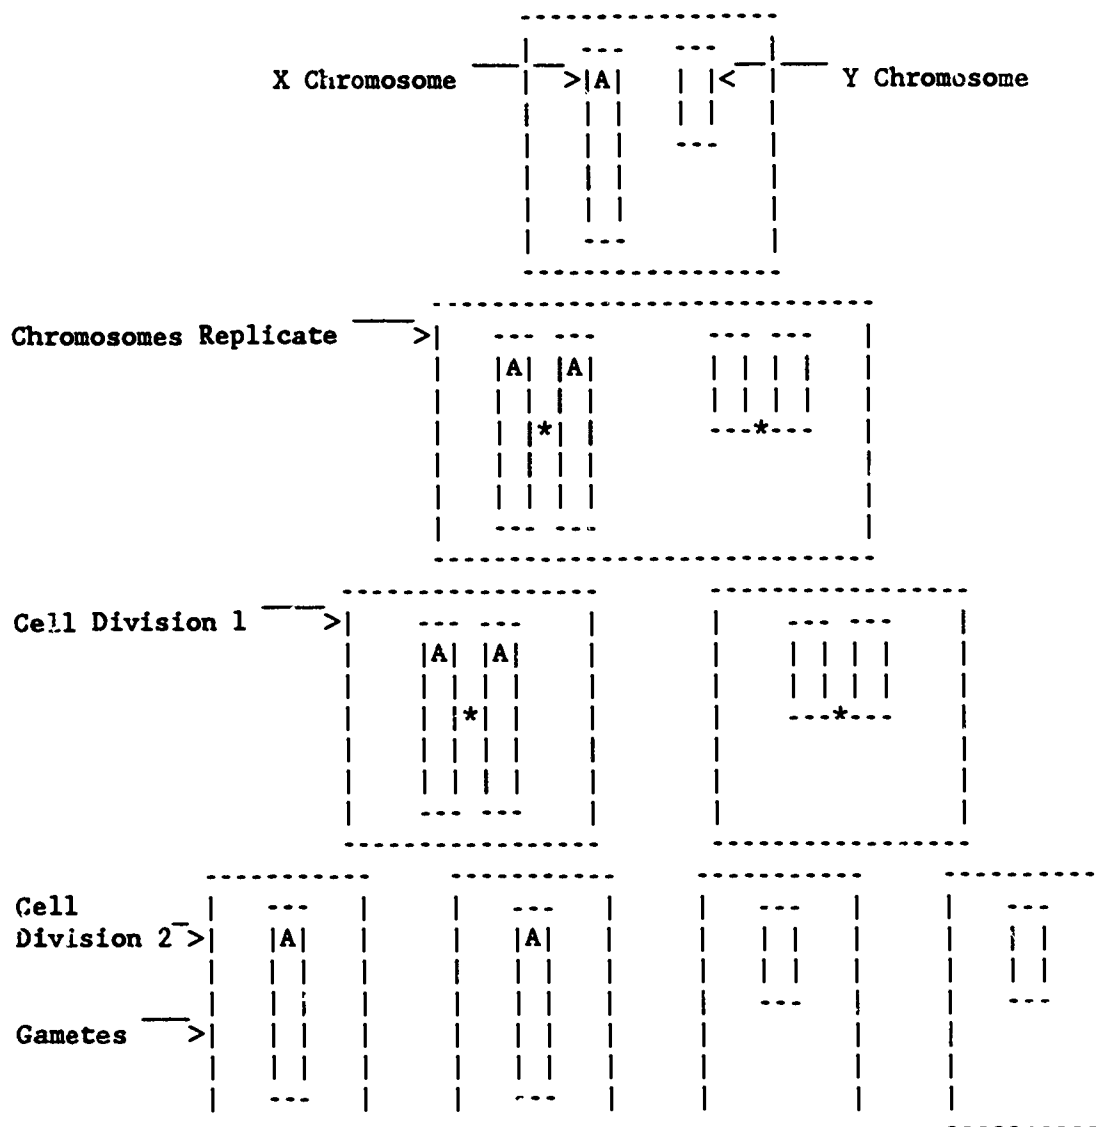 X Chromosome
A
Y Chromosome
Chromosomes Replicate
A A
*
*
Cell Division 1
A A
*
*
Cell
Division 2
A A
Gametes